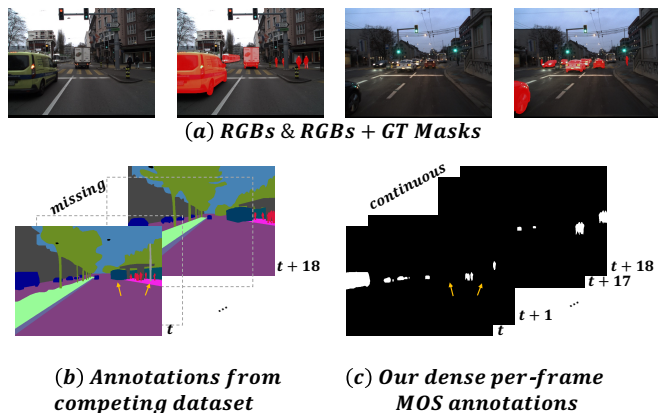 (a) RGBs & RGBs + GT Masks
missing
continuous
t + 18
t + 18
t + 17
...
...
t + 1
t
t
(b) Annotations from
competing dataset
(c) Our dense per-frame
MOS annotations